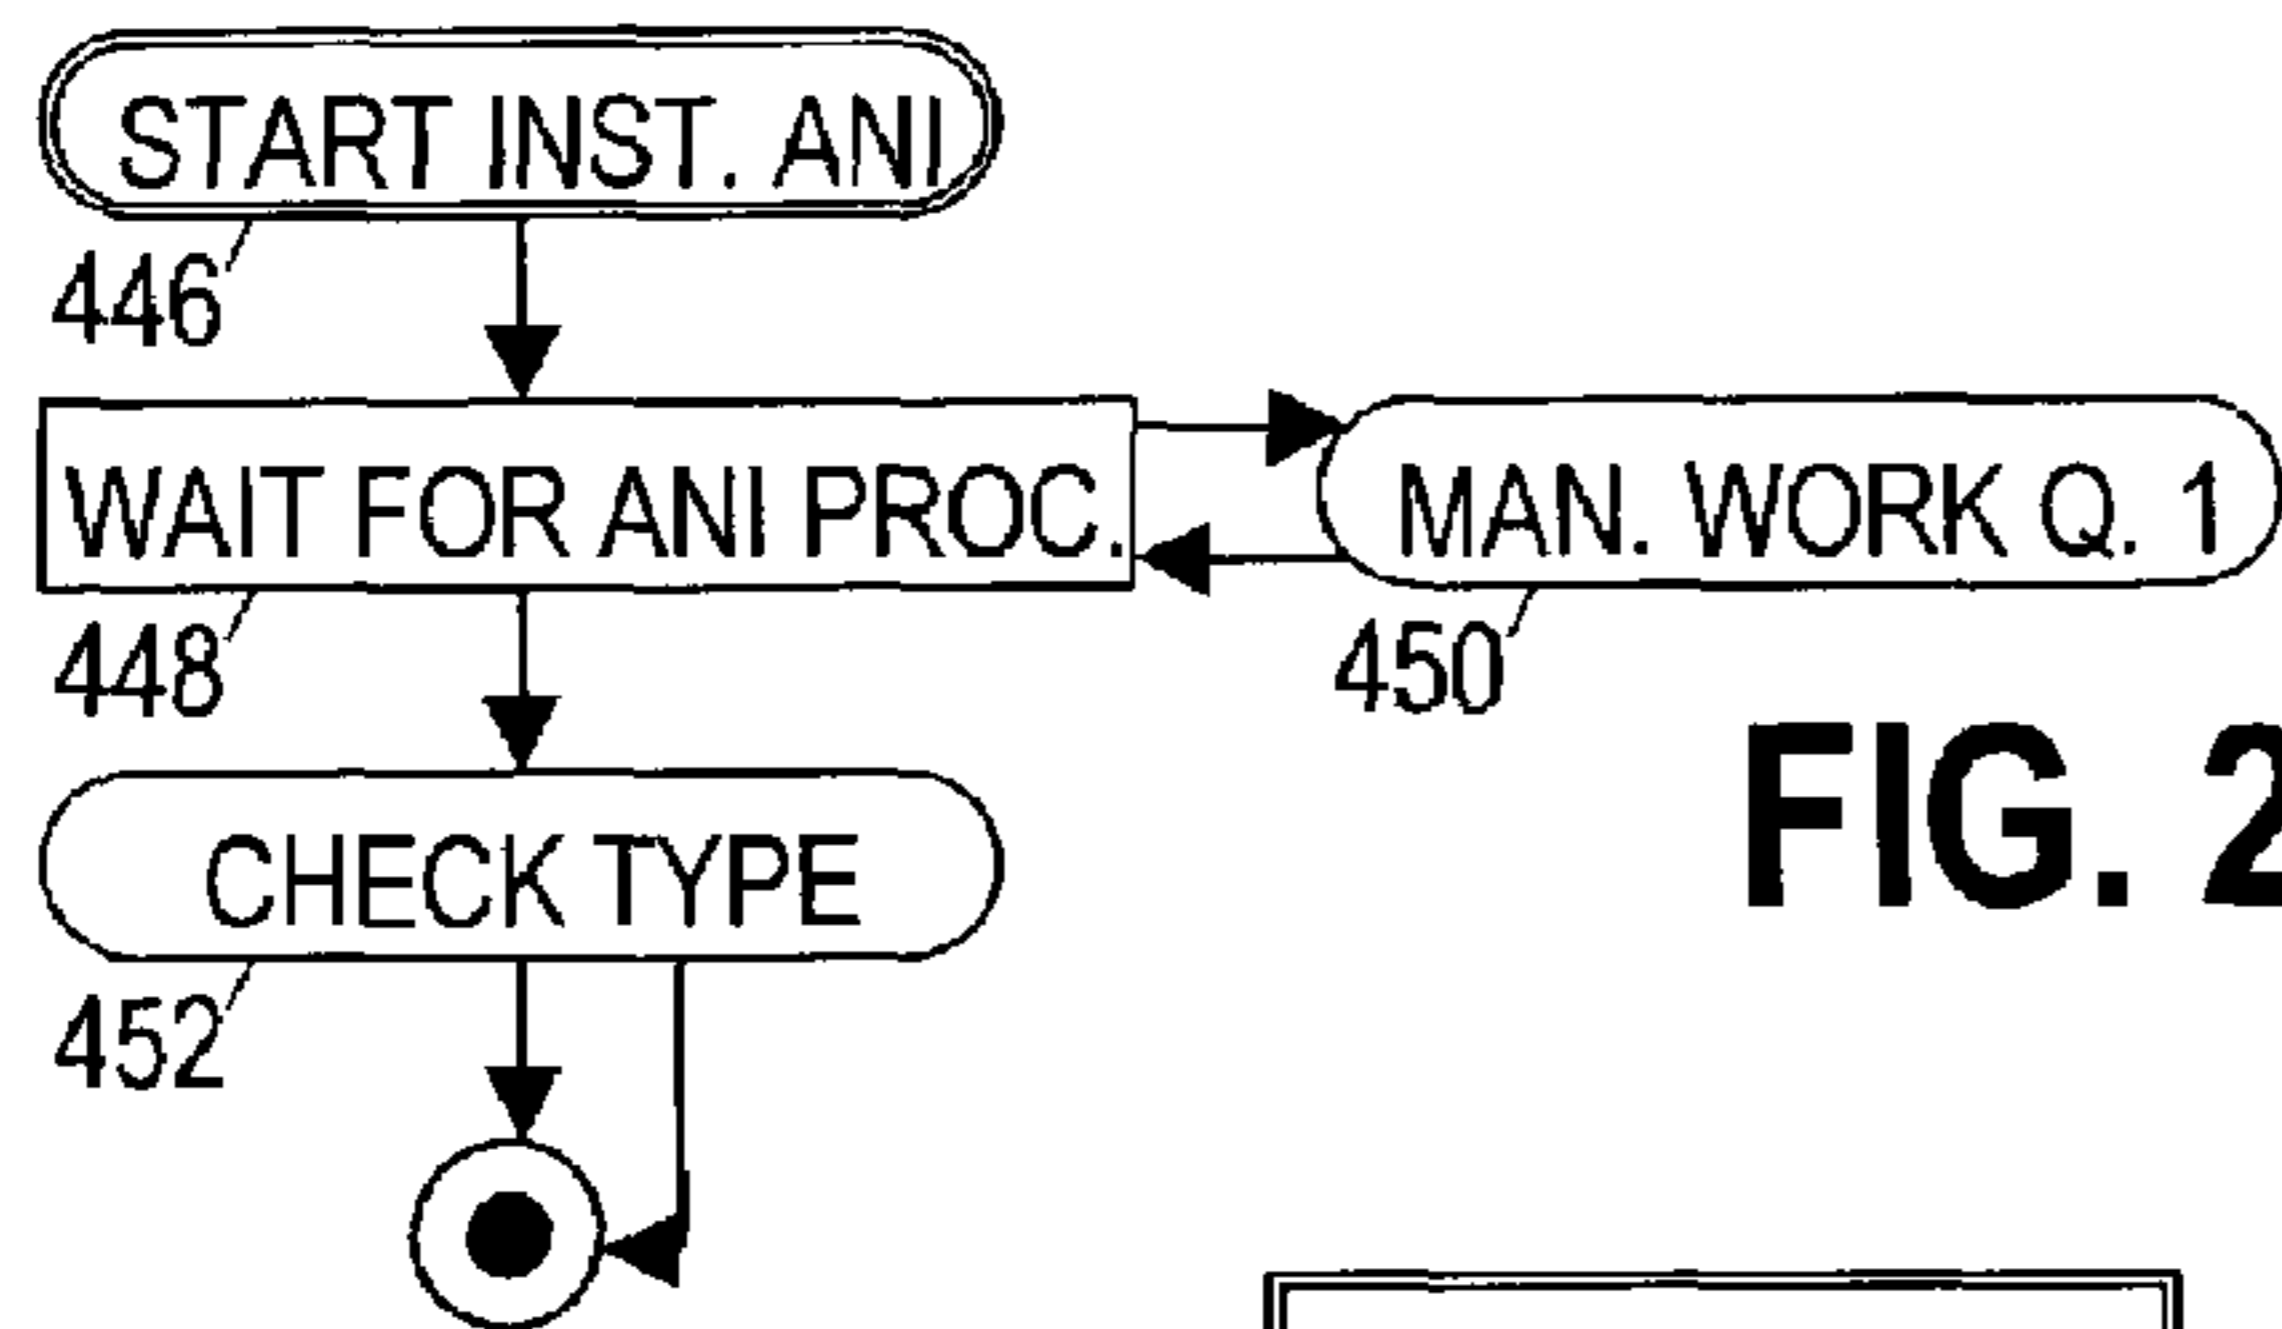 START INST. ANI
446
WAIT FOR ANI PROC.
MAN. WORK Q. 1
448
450
FIG. 2
CHECK TYPE
452